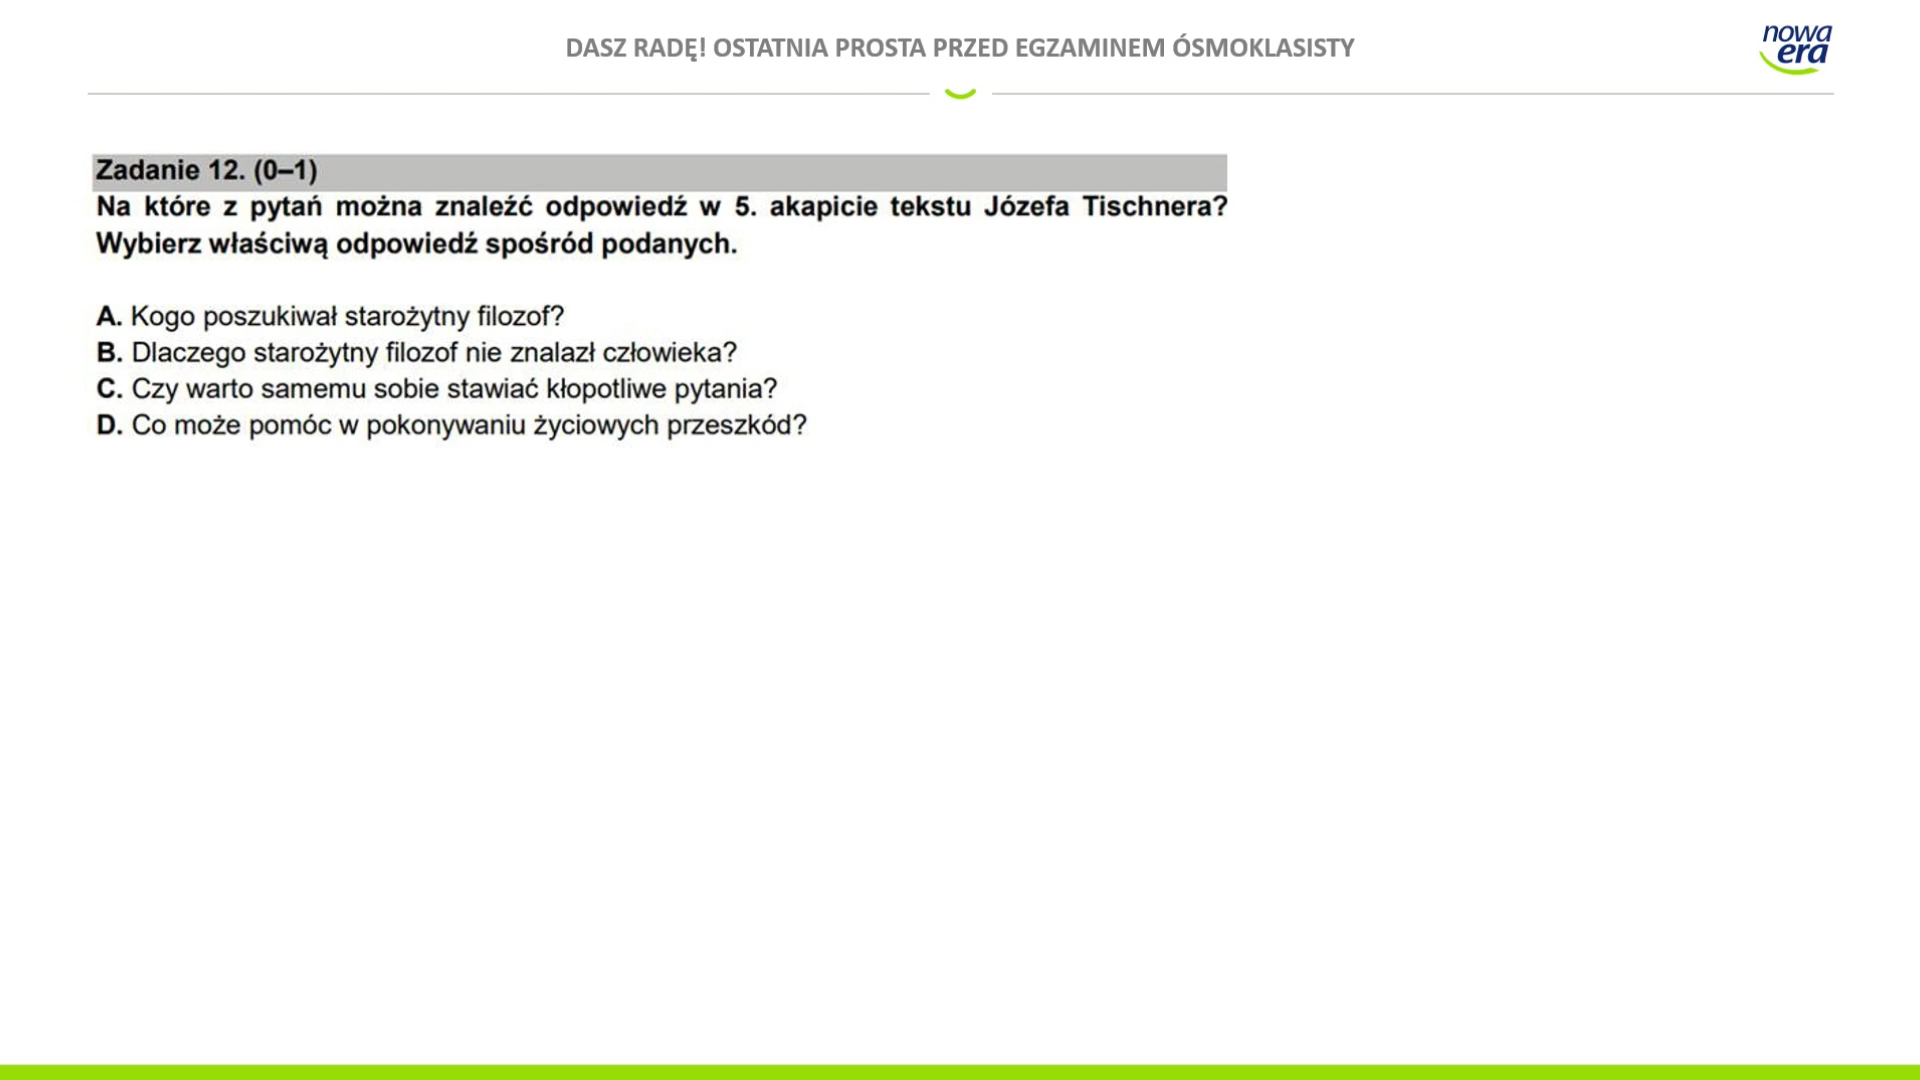 DASZ RADĘ! OSTATNIA PROSTA PRZED EGZAMINEM ÓSMOKLASISTY
nowa
era
Zadanie 12. (0–1)
Na które z pytań można znaleźć odpowiedź w 5. akapicie tekstu Józefa Tischnera?
Wybierz właściwą odpowiedź spośród podanych.
A. Kogo poszukiwał starożytny filozof?
B. Dlaczego starożytny filozof nie znalazł człowieka?
C. Czy warto samemu sobie stawiać kłopotliwe pytania?
D. Co może pomóc w pokonywaniu życiowych przeszkód?